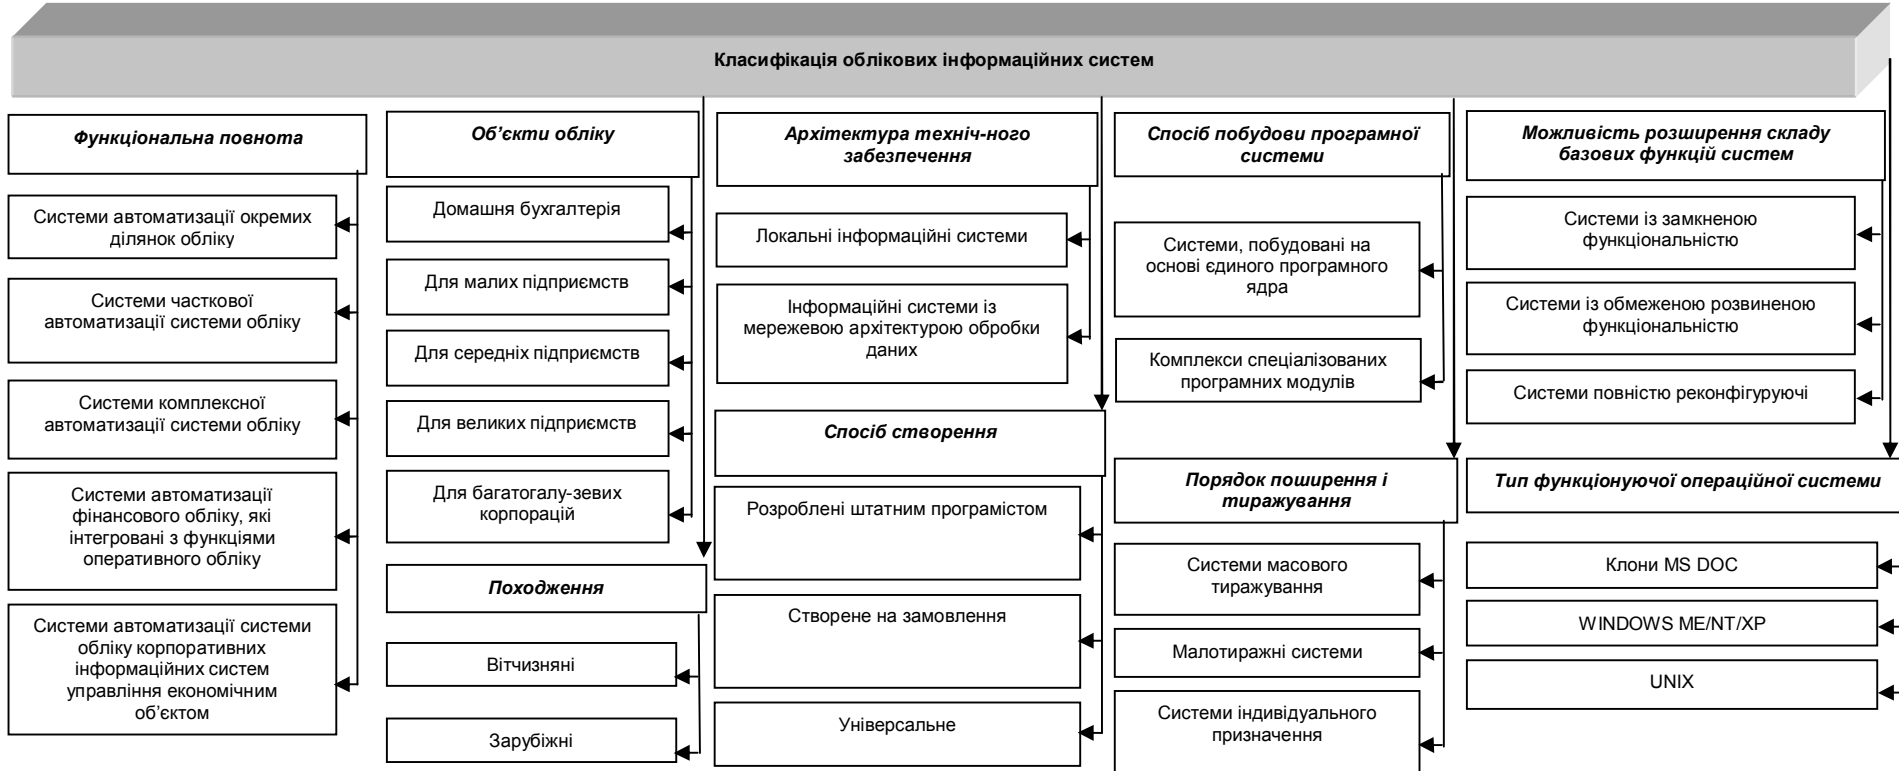 Класифікація облікових інформаційних систем
Функціональна повнота
Системи автоматизації окремих
ділянок обліку
Системи часткової
автоматизації системи обліку
Системи комплексної
автоматизації системи обліку
Системи автоматизації
фінансового обліку, які
інтегровані з функціями
оперативного обліку
Системи автоматизації системи
обліку корпоративних
інформаційних систем
управління економічним
об’єктом
Об’єкти обліку
Домашня бухгалтерія
Для малих підприємств
Для середніх підприємств
Для великих підприємств
Для багатогалу-зевих
корпорацій
Походження
Вітчизняні
Зарубіжні
Архітектура техніч-ного
забезпечення
Локальні інформаційні системи
Інформаційні системи із
мережевою архітектурою обробки
даних
Спосіб створення
Розроблені штатним програмістом
Створене на замовлення
Універсальне
Спосіб побудови програмної
системи
Системи, побудовані на
основі єдиного програмного
ядра
Комплекси спеціалізованих
програмних модулів
Порядок поширення і
тиражування
Системи масового
тиражування
Малотиражні системи
Системи індивідуального
призначення
Можливість розширення складу
базових функцій систем
Системи із замкненою
функціональністю
Системи із обмеженою розвиненою
функціональністю
Системи повністю реконфігуруючі
Тип функціонуючої операційної системи
Клони MS DOC
WINDOWS ME/NT/XP
UNIX